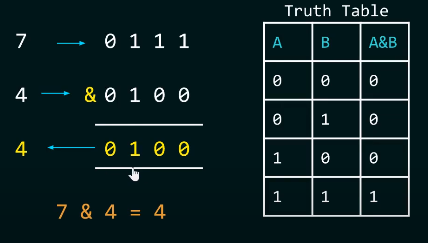 Truth Table
7 → 0 1 1 1
4 → & 0 1 0 0
4 ← 0 1 0 0
7 & 4 = 4
A B A&B
0 0 0
0 1 0
1 0 0
1 1 1